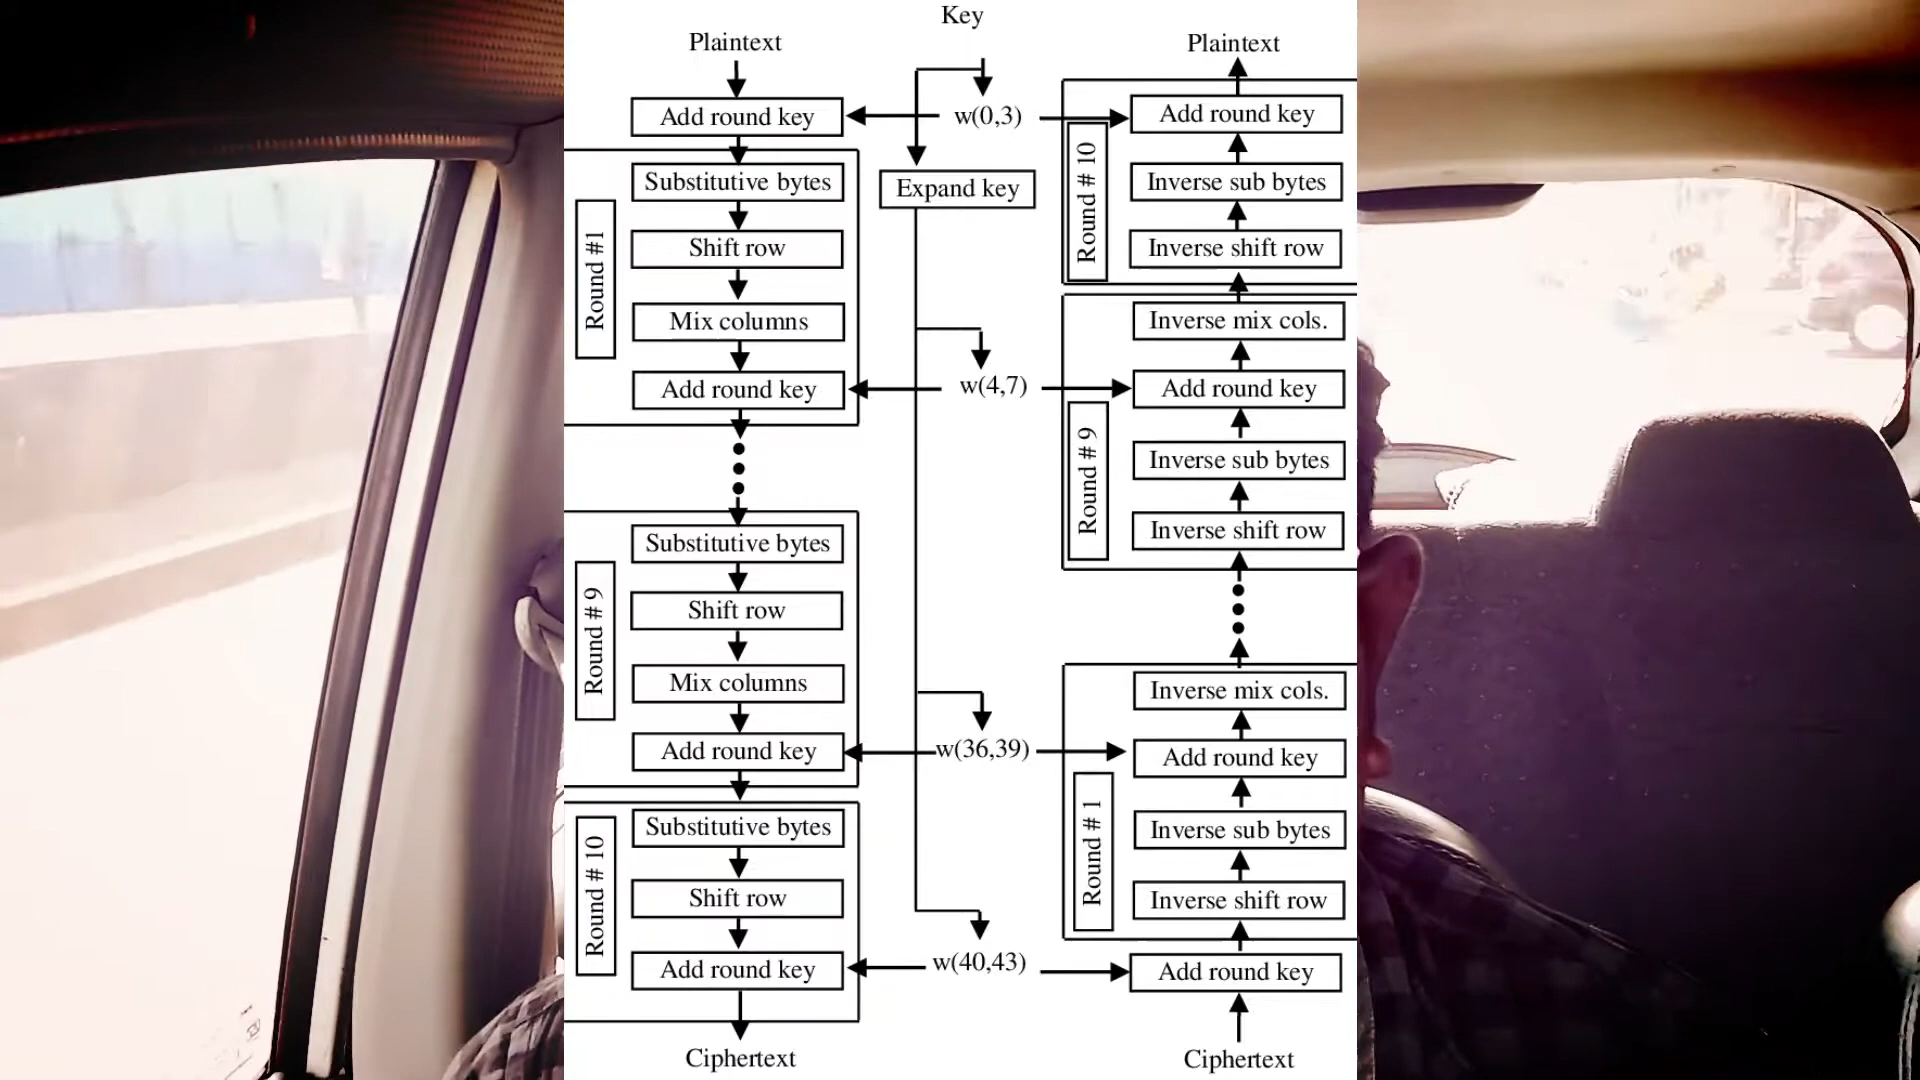 Key
Plaintext
Add round key
Round #1
Substitutive bytes
Shift row
Mix columns
Add round key
Round # 9
Substitutive bytes
Shift row
Mix columns
Add round key
Round # 10
Substitutive bytes
Shift row
Add round key
Ciphertext
w(0,3)
Expand key
w(4,7)
w(36,39)
w(40,43)
Plaintext
Round # 10
Add round key
Inverse sub bytes
Inverse shift row
Round # 9
Inverse mix cols.
Add round key
Inverse sub bytes
Inverse shift row
Round # 1
Inverse mix cols.
Add round key
Inverse sub bytes
Inverse shift row
Add round key
Ciphertext